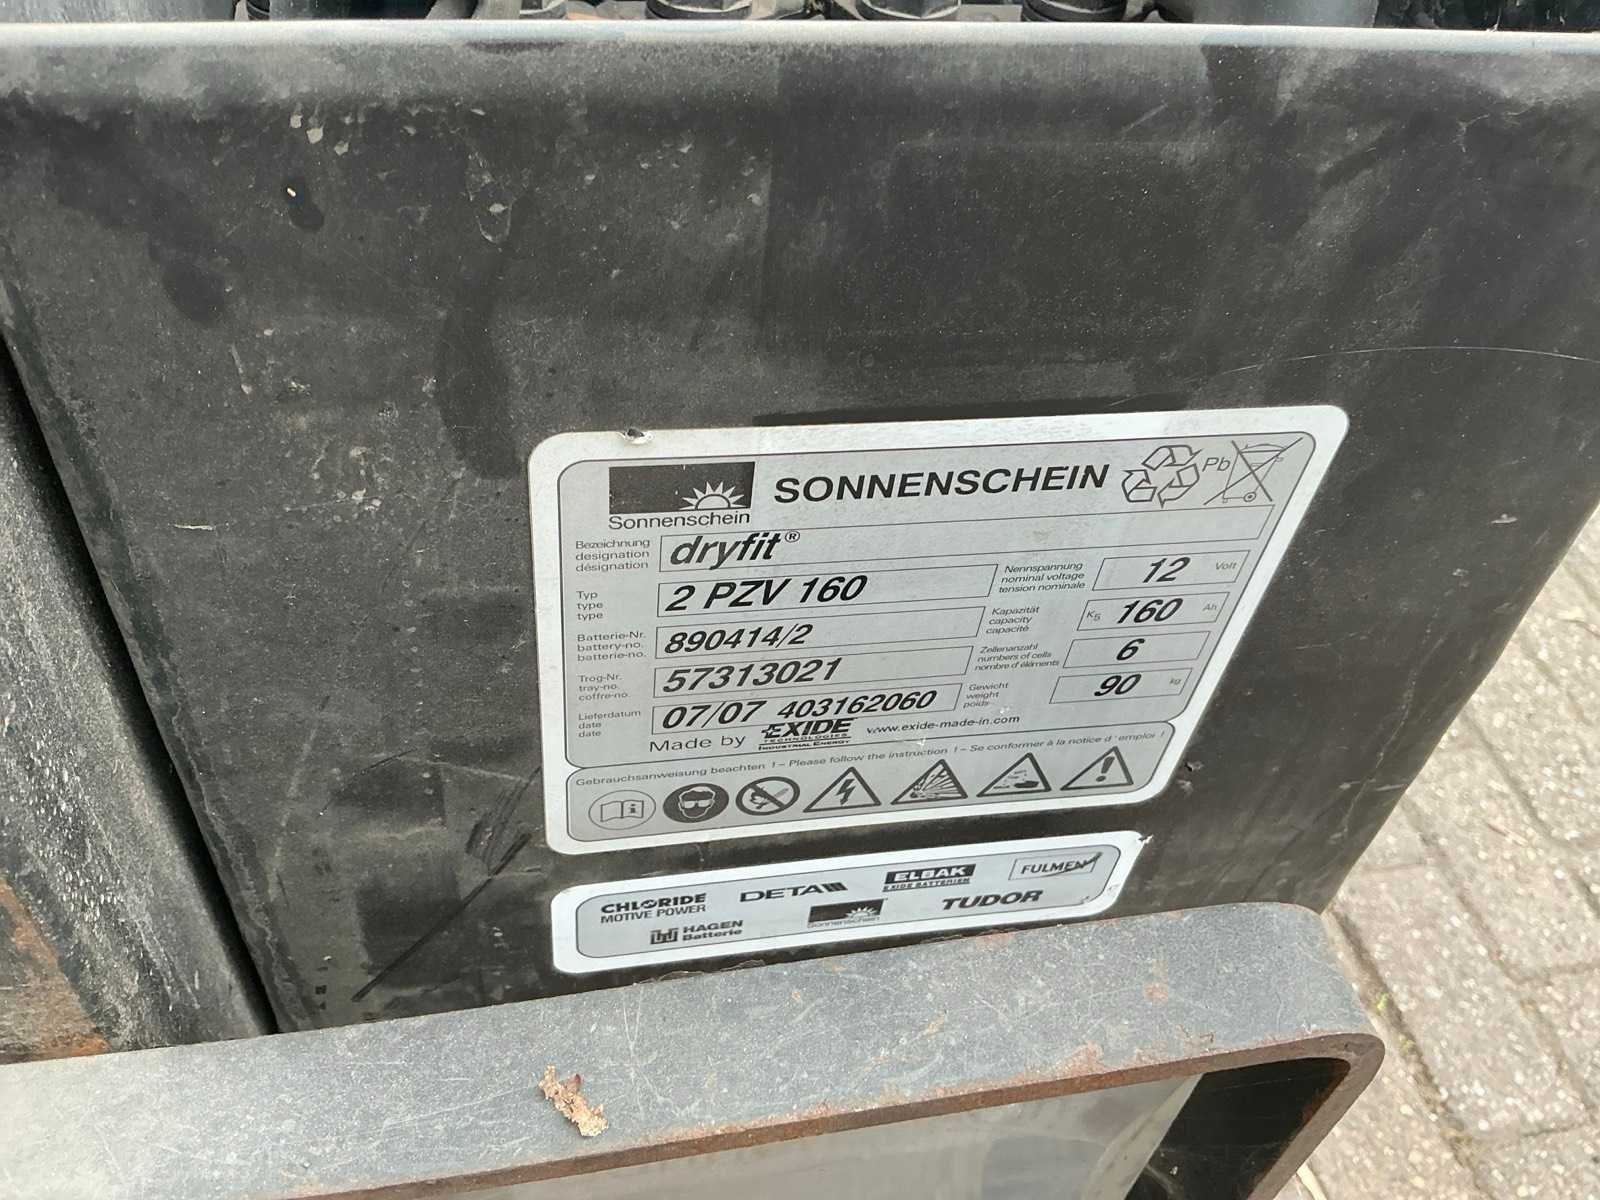 Sonnenschein
SONNENSCHEIN
Pb
Bezeichnung
designation
désignation
dryfit®
Typ
type
type
2 PZV 160
Nennspannung
nominal voltage
tension nominale
12 Volt
Batterie-Nr.
battery-no.
batterie-no.
890414/2
Kapazität
capacity
capacité
K5 160 Ah
Trog-Nr.
tray-no.
coffre-no.
57313021
Zellenanzahl
numbers of cells
nombre d'éléments
6
Lieferdatum
date
date
07/07 403162060
Gewicht
weight
poids
90 kg
Made by EXIDE www.exide-made-in.com
TECHNOLOGIES
INDUSTRIAL ENERGY
Gebrauchsanweisung beachten ! – Please follow the instruction ! – Se conformer à la notice d'emploi !
CHLORIDE
MOTIVE POWER
DETA
ELBAK
EXIDE BATTERIEN
FULMEN
HAGEN
Batterie
Sonnenschein
TUDOR